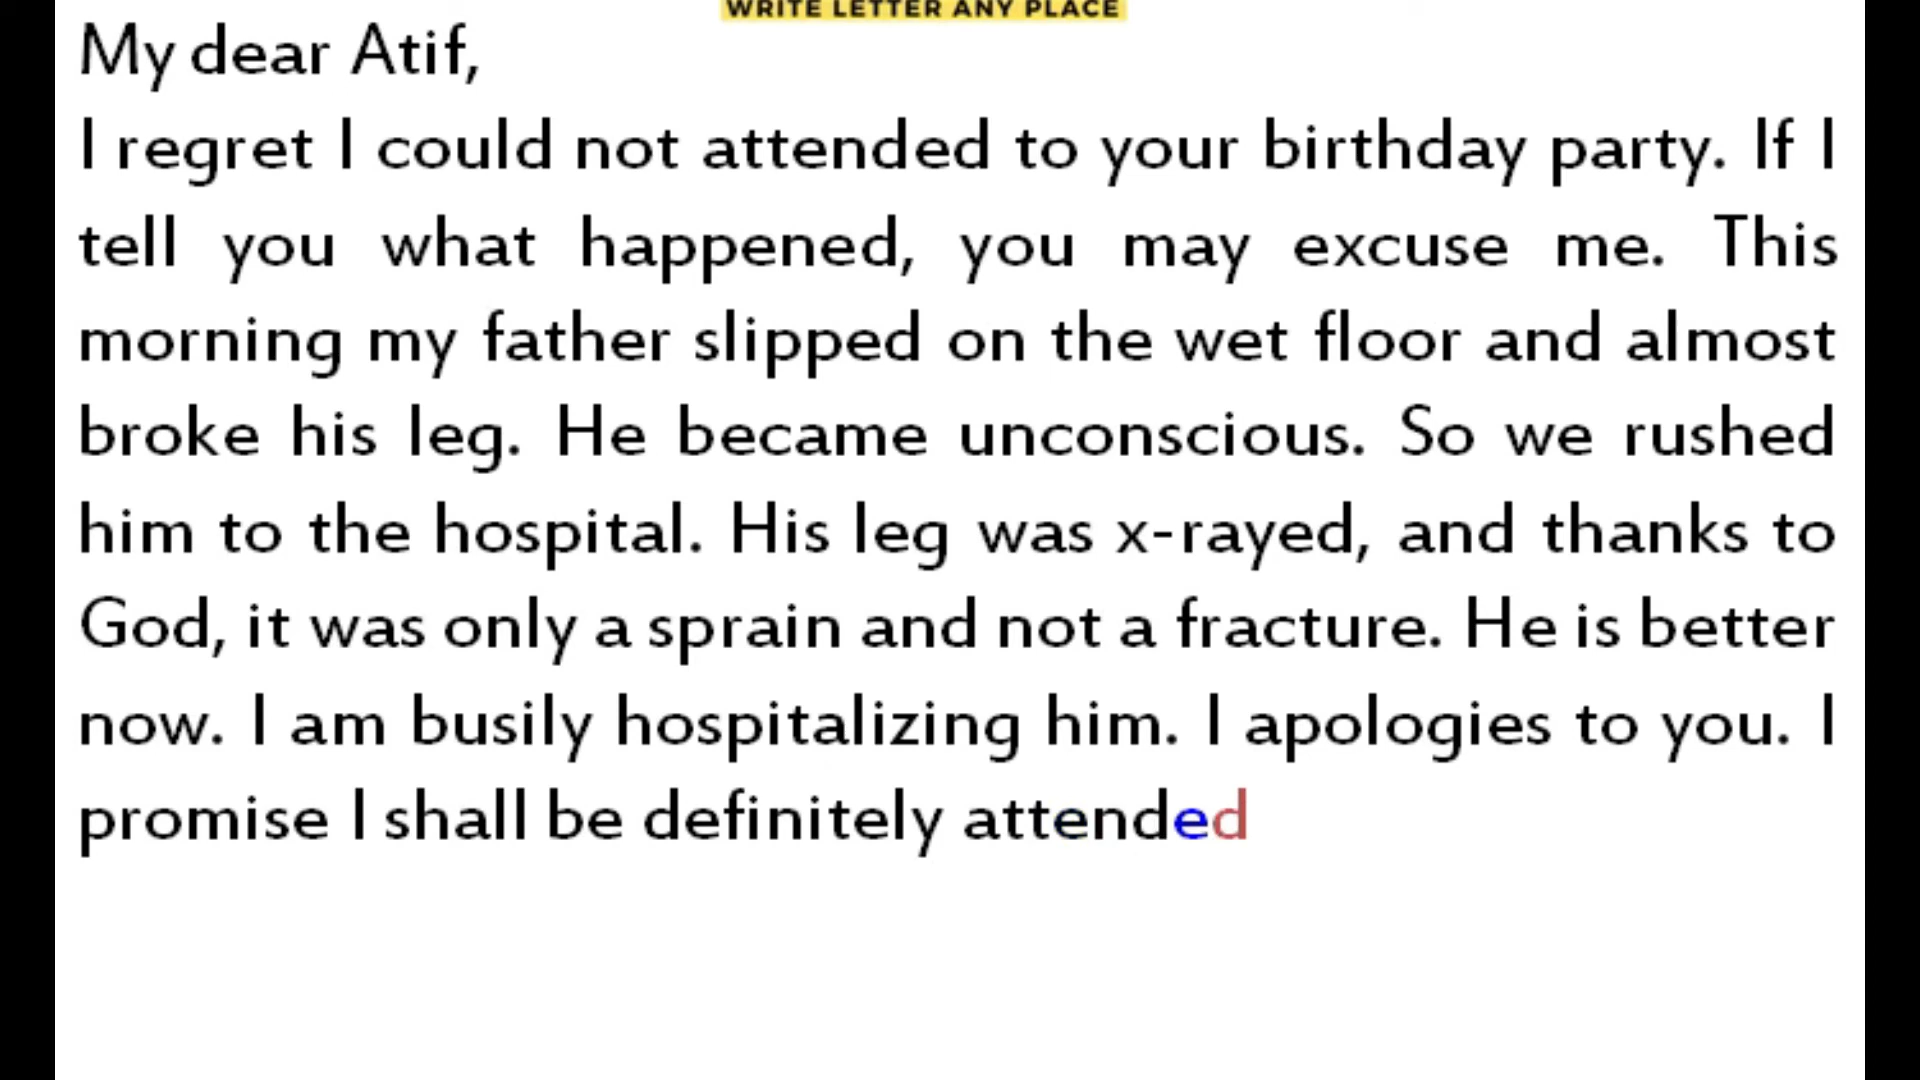 WRITE LETTER ANY PLACE
My dear Atif,
I regret I could not attended to your birthday party. If I
tell you what happened, you may excuse me. This
morning my father slipped on the wet floor and almost
broke his leg. He became unconscious. So we rushed
him to the hospital. His leg was x-rayed, and thanks to
God, it was only a sprain and not a fracture. He is better
now. I am busily hospitalizing him. I apologies to you. I
promise I shall be definitely attended